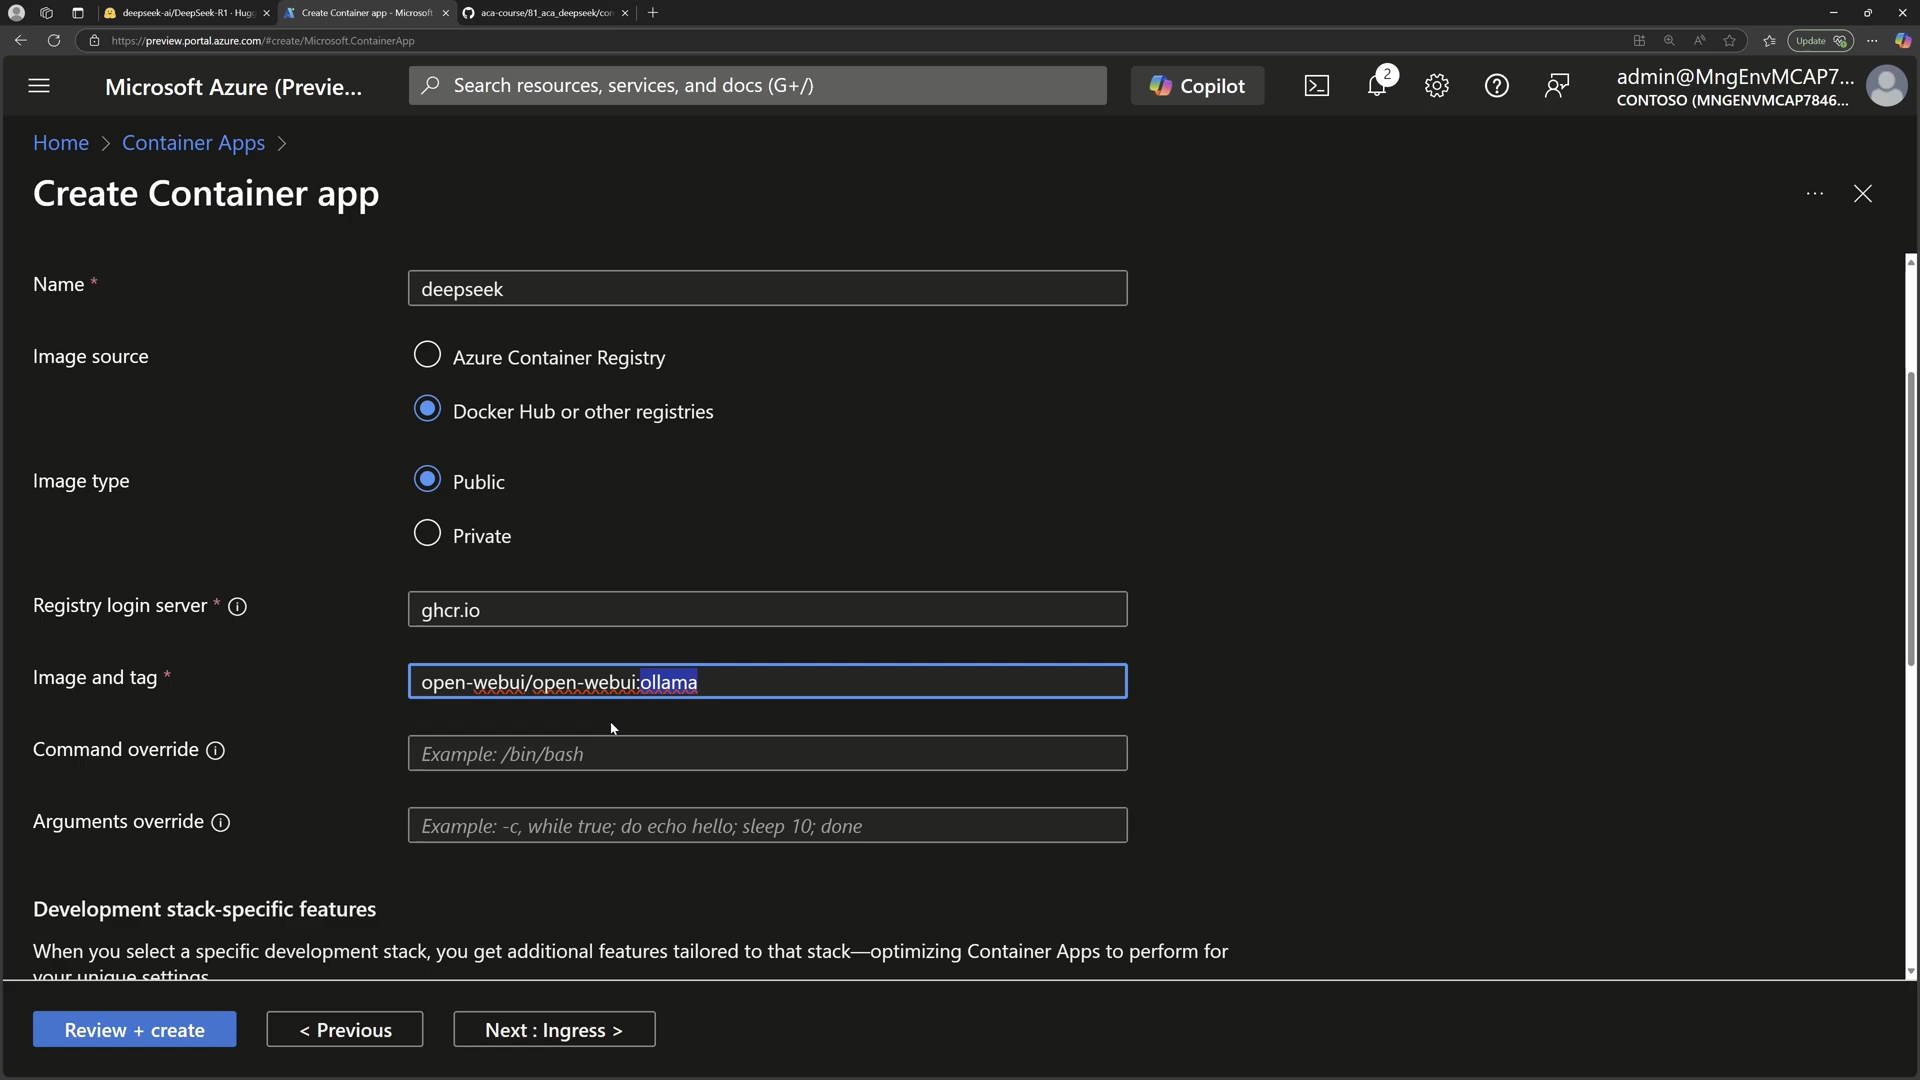 deepseek-ai/DeepSeek-R1 · Hugg
Create Container app - Microsoft
aca-course/81_aca_deepseek/con
https://preview.portal.azure.com/#create/Microsoft.ContainerApp
Update
Microsoft Azure (Previe...
Search resources, services, and docs (G+/)
Copilot
2
admin@MngEnvMCAP7...
CONTOSO (MNGENVMCAP7846...
Home > Container Apps >
Create Container app
Name *
deepseek
Image source
Azure Container Registry
Docker Hub or other registries
Image type
Public
Private
Registry login server *
ghcr.io
Image and tag *
open-webui/open-webui:ollama
Command override
Example: /bin/bash
Arguments override
Example: -c, while true; do echo hello; sleep 10; done
Development stack-specific features
When you select a specific development stack, you get additional features tailored to that stack—optimizing Container Apps to perform for
your unique settings.
Review + create
< Previous
Next : Ingress >